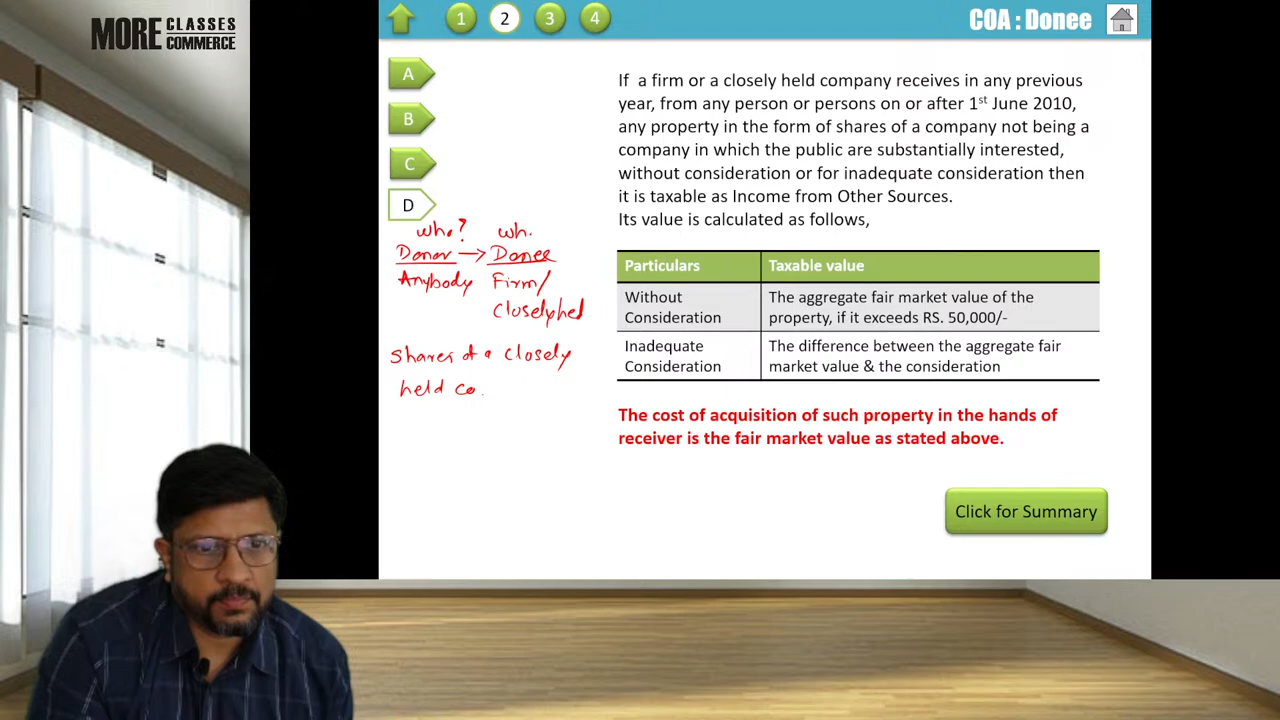 MORE CLASSES COMMERCE
1 2 3 4
COA : Donee
A
B
C
D
who? wh.
Donor → Donee
Anybody Firm/
Closelyhed
Shares of a closely
held co.
If a firm or a closely held company receives in any previous
year, from any person or persons on or after 1st June 2010,
any property in the form of shares of a company not being a
company in which the public are substantially interested,
without consideration or for inadequate consideration then
it is taxable as Income from Other Sources.
Its value is calculated as follows,
Particulars Taxable value
Without The aggregate fair market value of the
Consideration property, if it exceeds RS. 50,000/-
Inadequate The difference between the aggregate fair
Consideration market value & the consideration
The cost of acquisition of such property in the hands of
receiver is the fair market value as stated above.
Click for Summary